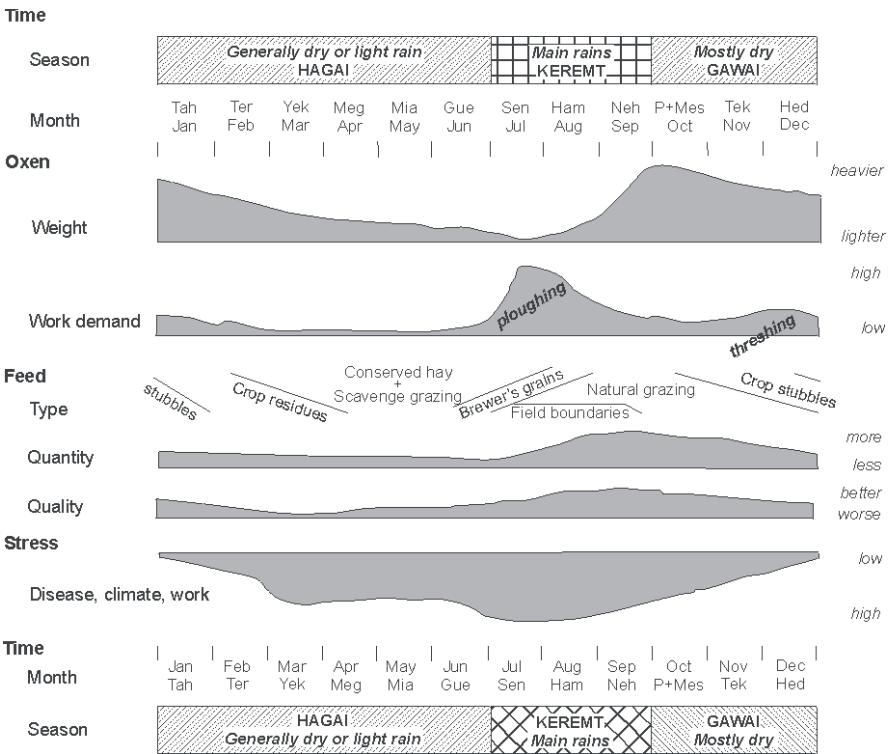 Time
Season
Generally dry or light rain
HAGAI
Main rains
KEREMT
Mostly dry
GAWAI
Month
Tah Ter Yek Meg Mia Gue Sen Ham Neh P+Mes Tek Hed
Jan Feb Mar Apr May Jun Jul Aug Sep Oct Nov Dec
Oxen
heavier
Weight
lighter
high
Work demand
ploughing
threshing
low
Feed
Type
stubbles
Crop residues
Conserved hay
+
Scavenge grazing
Brewer's grains
Natural grazing
Field boundaries
Crop stubbies
Quantity
more
less
Quality
better
worse
Stress
low
Disease, climate, work
high
Time
Month
Jan Feb Mar Apr May Jun Jul Aug Sep Oct Nov Dec
Tah Ter Yek Meg Mia Gue Sen Ham Neh P+Mes Tek Hed
Season
HAGAI
Generally dry or light rain
KEREMT
Main rains
GAWAI
Mostly dry